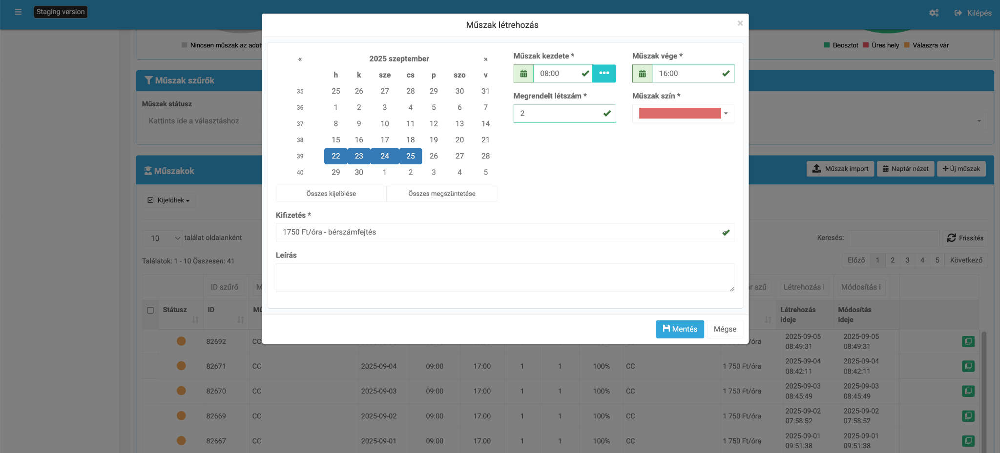 Staging version
Kilépés
Műszak létrehozás
×
Nincsen műszak az adott
Beosztot
Üres hely
Válaszra vár
Műszak szűrők
Műszak státusz
Kattints ide a választáshoz
« 2025 szeptember »
h k sze cs p szo v
35 25 26 27 28 29 30 31
36 1 2 3 4 5 6 7
37 8 9 10 11 12 13 14
38 15 16 17 18 19 20 21
39 22 23 24 25 26 27 28
40 29 30 1 2 3 4 5
Összes kijelölése
Összes megszüntetése
Műszak kezdete *
08:00
Műszak vége *
16:00
Megrendelt létszám *
2
Műszak szín *
Kifizetés *
1750 Ft/óra - bérszámfejtés
Leírás
Mentés
Mégse
Műszakok
Műszak import
Naptár nézet
Új műszak
Kijelöltek
10 találat oldalanként
Keresés:
Frissítés
Találatok: 1 - 10 Összesen: 41
Előző 1 2 3 4 5 Következő
ID szűrő M ár szű Létrehozás i Módosítás i
Státusz ID Mű Létrehozás ideje Módosítás ideje
82692 CC /óra 2025-09-05 08:49:31 2025-09-05 08:49:31
82671 CC 2025-09-04 09:00 17:00 1 1 100% CC 1 750 Ft/óra 2025-09-04 08:42:11 2025-09-04 08:42:11
82670 CC 2025-09-03 09:00 17:00 1 1 100% CC 1 750 Ft/óra 2025-09-03 08:45:49 2025-09-03 08:45:49
82669 CC 2025-09-02 09:00 17:00 1 1 100% CC 1 750 Ft/óra 2025-09-02 07:58:52 2025-09-02 07:58:52
82667 CC 2025-09-01 09:00 17:00 1 1 100% CC 1 750 Ft/óra 2025-09-01 09:51:38 2025-09-01 09:51:38